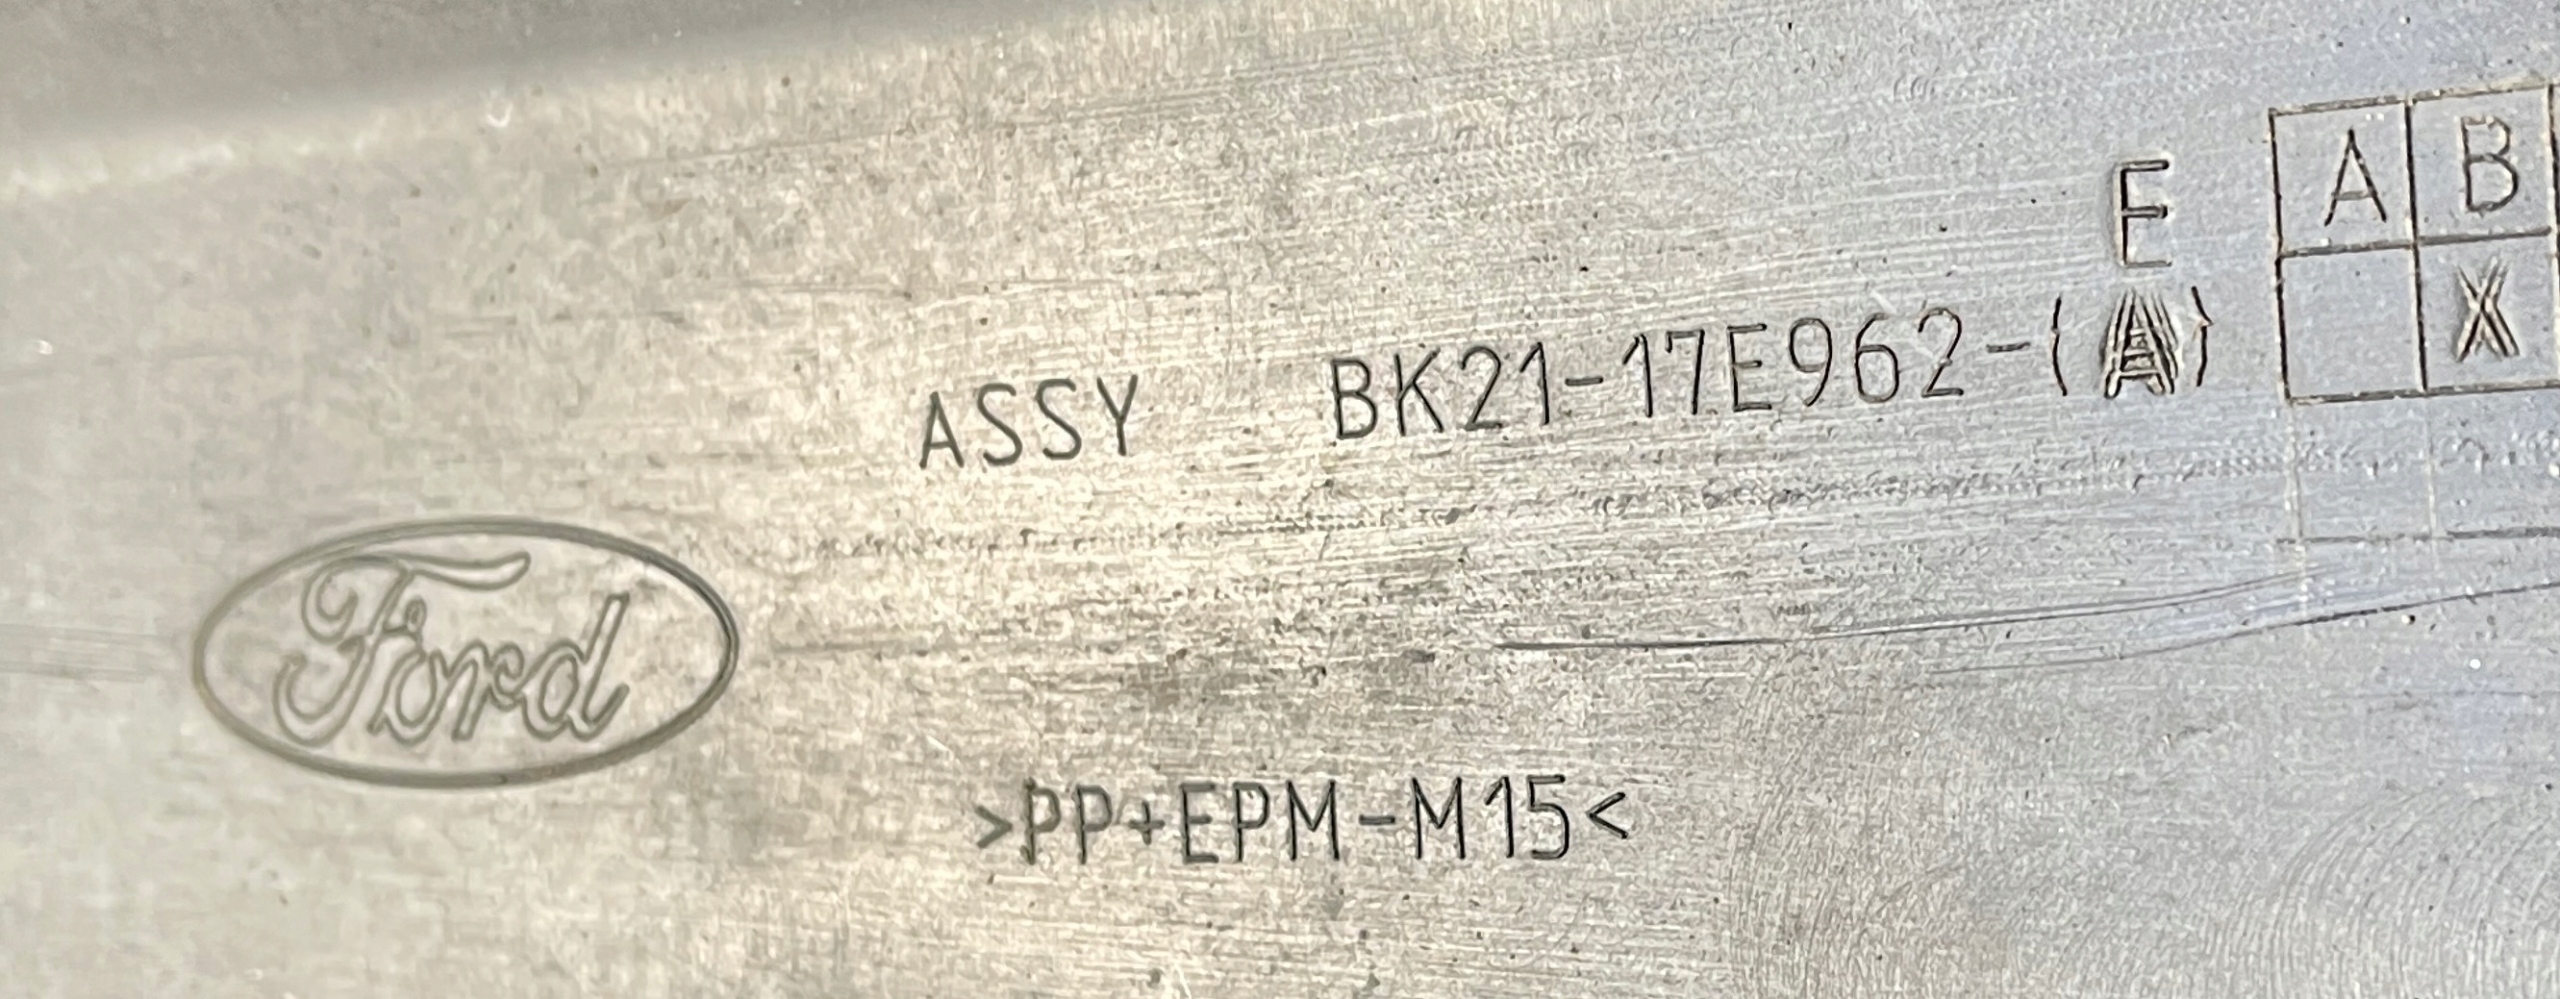 E
A B
ASSY BK21-17E962-(A)
X
Ford
>PP+EPM-M15<